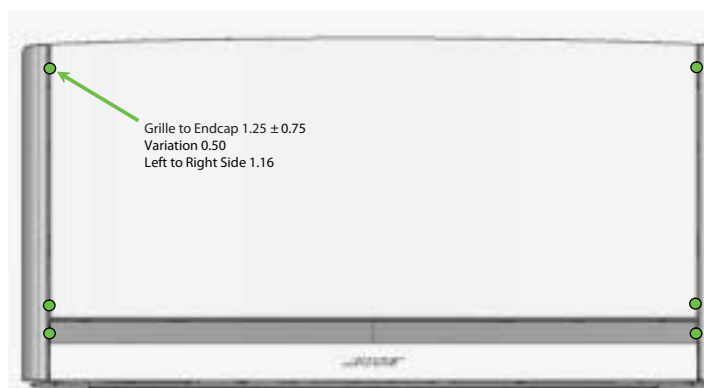 Grille to Endcap 1.25 ± 0.75
Variation 0.50
Left to Right Side 1.16